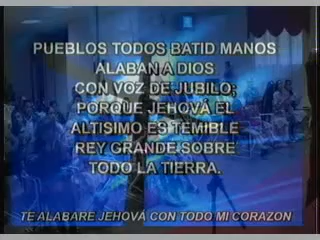 PUEBLOS TODOS BATID MANOS
ALABAN A DIOS
CON VOZ DE JUBILO;
PORQUE JEHOVÁ EL
ALTISIMO ES TEMIBLE
REY GRANDE SOBRE
TODO LA TIERRA.
TE ALABARE JEHOVA CON TODO MI CORAZON